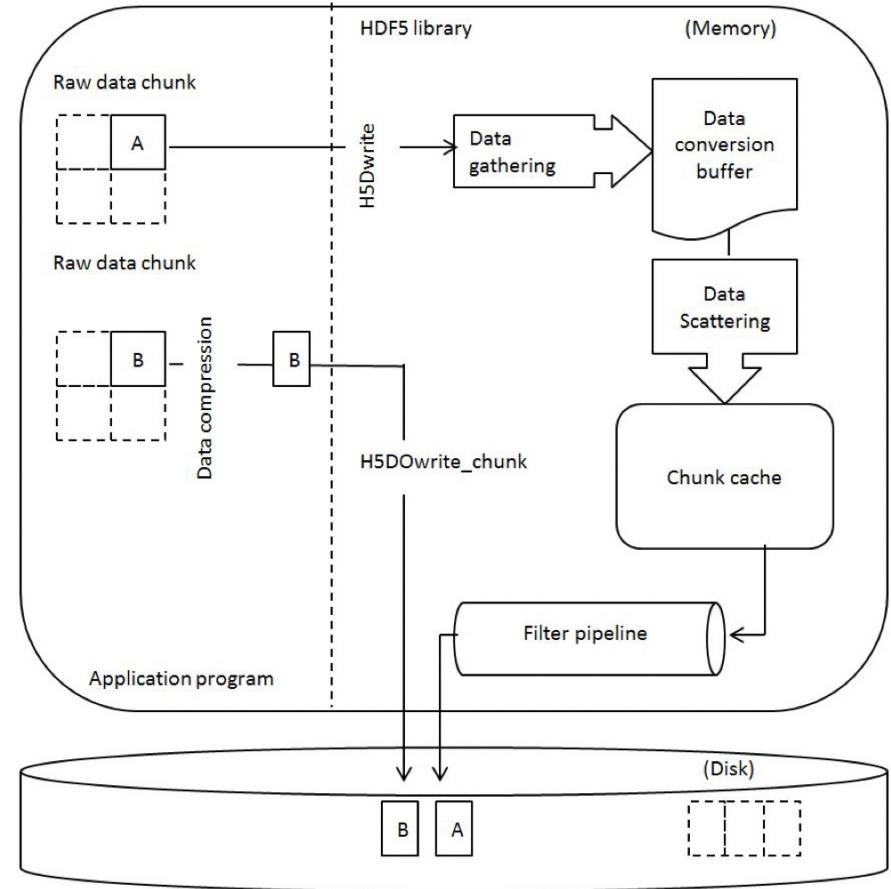 HDF5 library
(Memory)
Raw data chunk
A
H5Dwrite
Data
gathering
Data
conversion
buffer
Raw data chunk
B
Data compression
B
Data
Scattering
H5DOwrite_chunk
Chunk cache
Filter pipeline
Application program
(Disk)
B
A